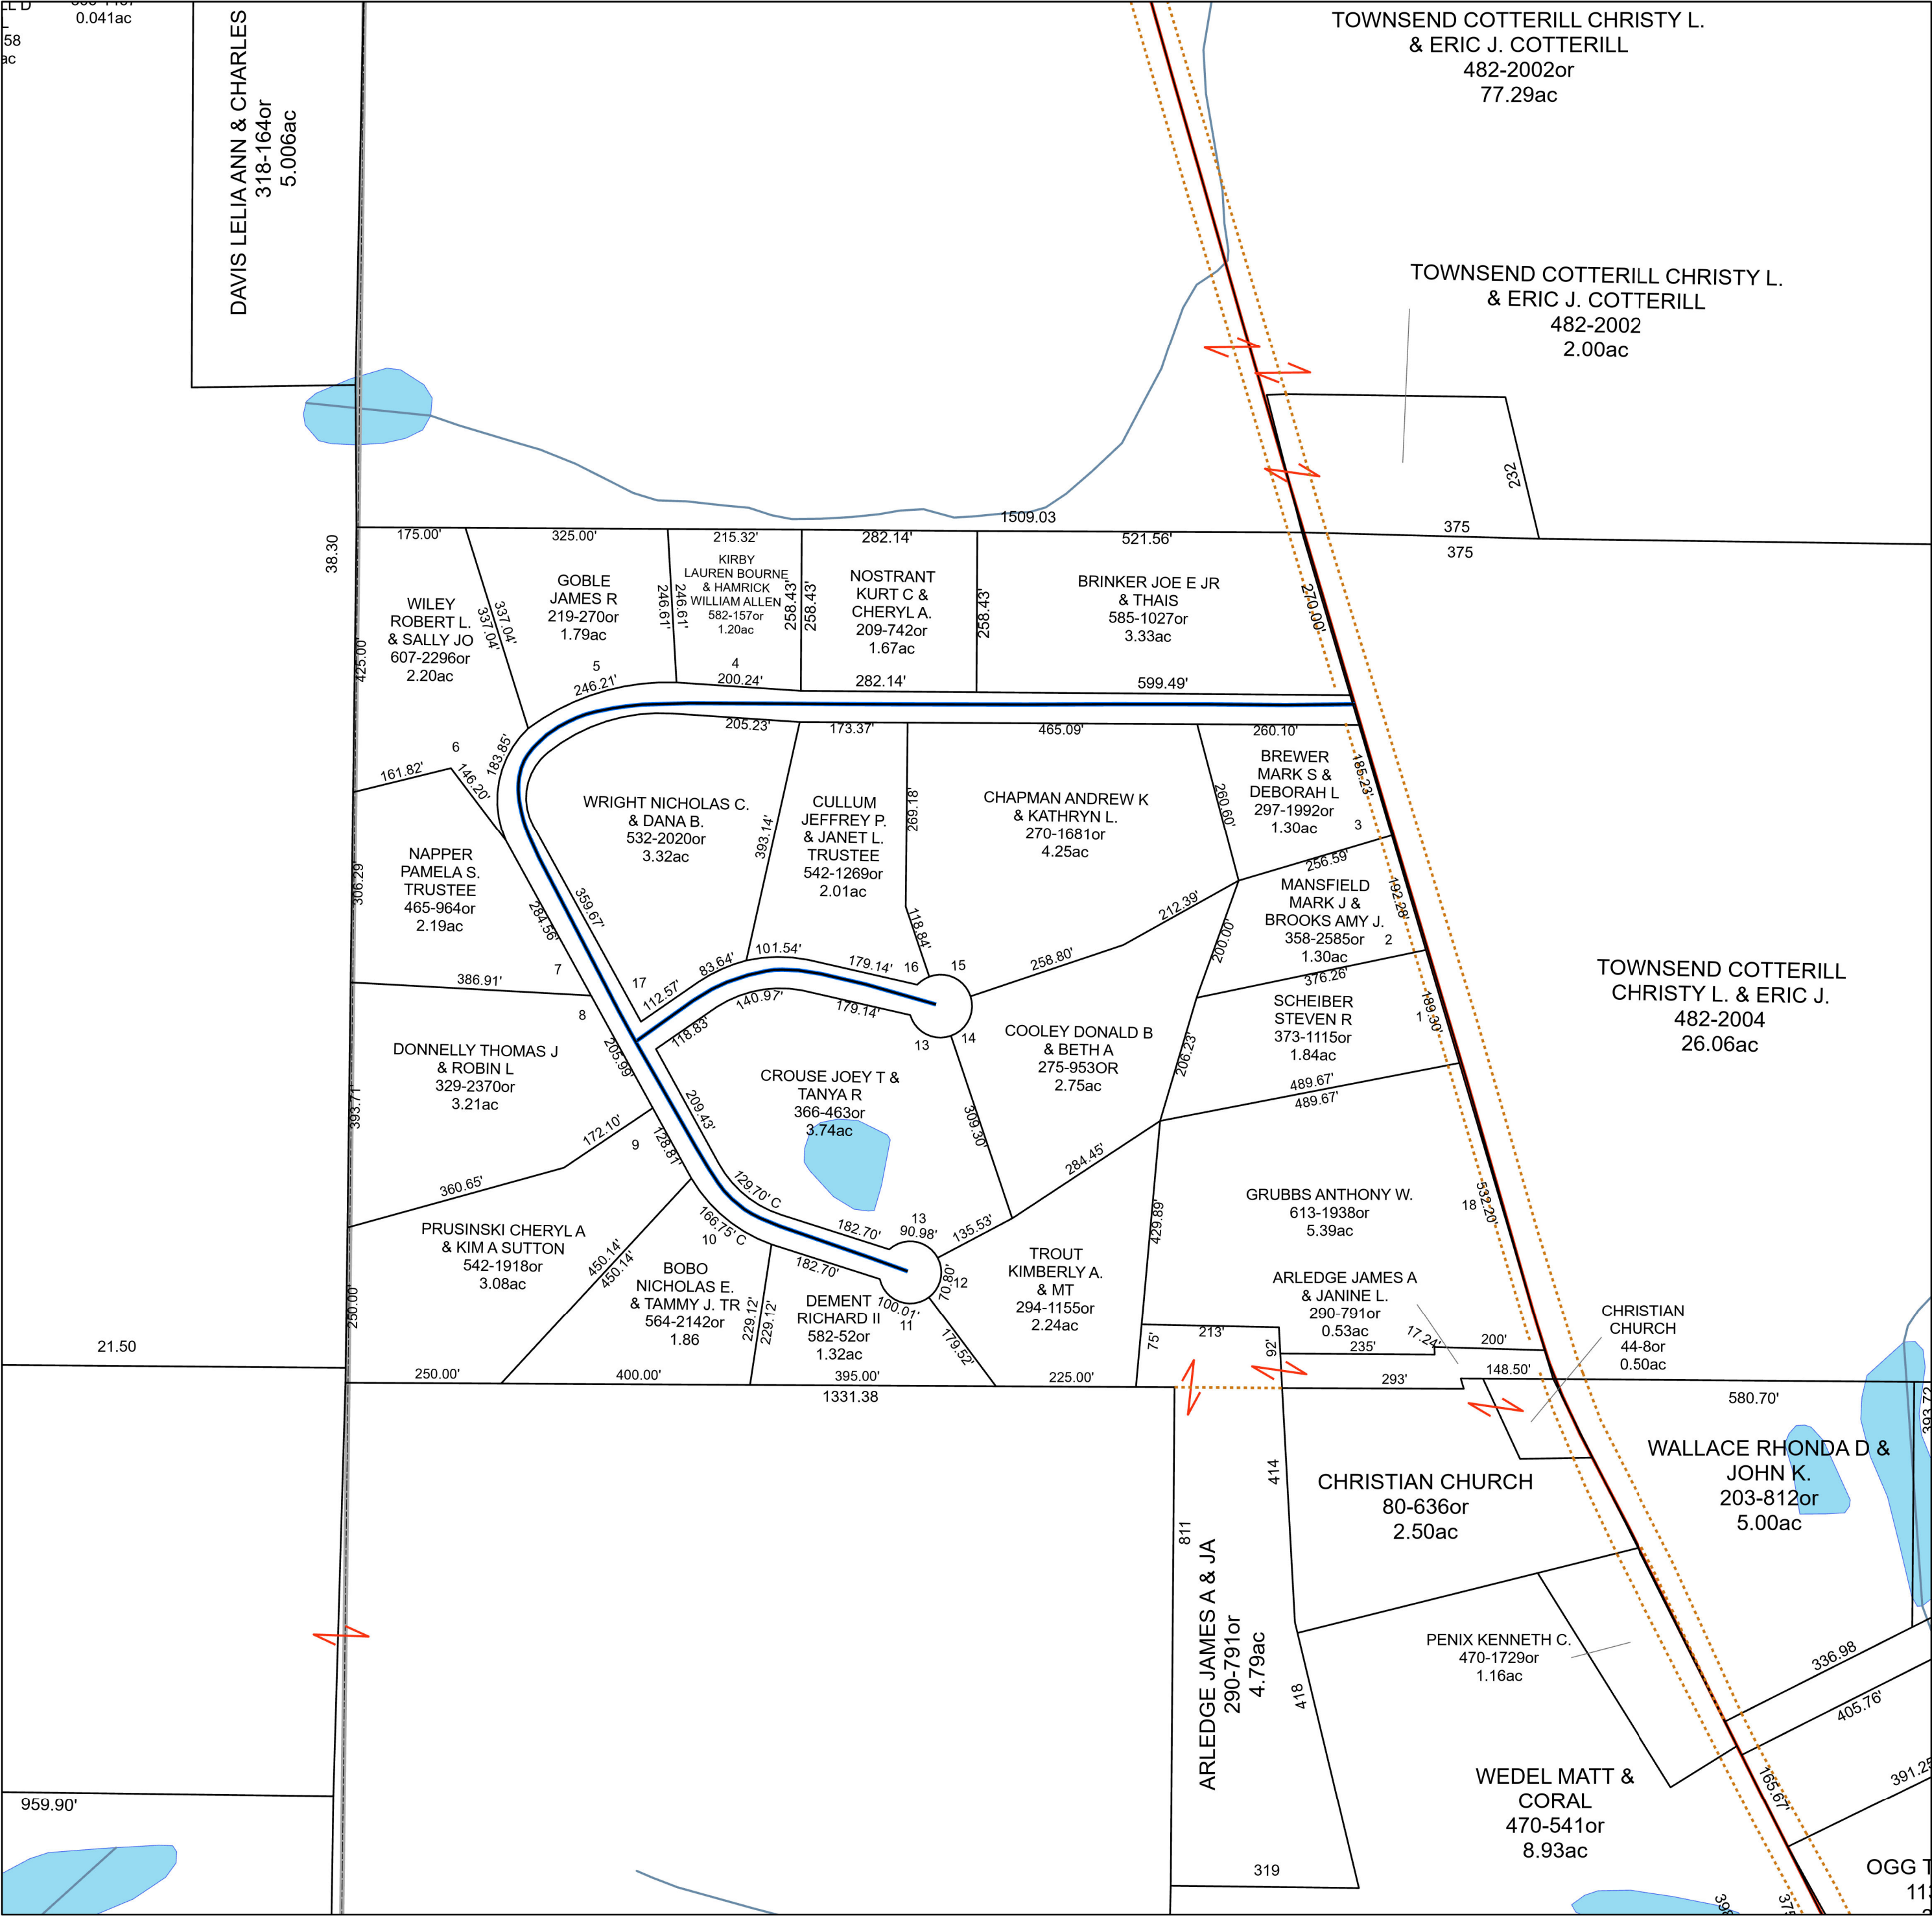 0.041ac
58
ac
DAVIS LELIA ANN & CHARLES
318-164or
5.006ac
TOWNSEND COTTERILL CHRISTY L.
& ERIC J. COTTERILL
482-2002or
77.29ac
TOWNSEND COTTERILL CHRISTY L.
& ERIC J. COTTERILL
482-2002
2.00ac
232
375
375
1509.03
38.30
175.00'
325.00'
215.32'
282.14'
521.56'
WILEY
ROBERT L.
& SALLY JO
607-2296or
2.20ac
425.00'
337.04'
337.04'
GOBLE
JAMES R
219-270or
1.79ac
5
246.21'
246.61'
246.61'
KIRBY
LAUREN BOURNE
& HAMRICK
WILLIAM ALLEN
582-157or
1.20ac
4
200.24'
258.43'
258.43'
NOSTRANT
KURT C &
CHERYL A.
209-742or
1.67ac
282.14'
258.43'
BRINKER JOE E JR
& THAIS
585-1027or
3.33ac
599.49'
270.00'
6
161.82'
146.20'
183.85'
205.23'
173.37'
465.09'
260.10'
WRIGHT NICHOLAS C.
& DANA B.
532-2020or
3.32ac
393.14'
CULLUM
JEFFREY P.
& JANET L.
TRUSTEE
542-1269or
2.01ac
269.18'
118.84'
CHAPMAN ANDREW K
& KATHRYN L.
270-1681or
4.25ac
260.60'
BREWER
MARK S &
DEBORAH L
297-1992or
1.30ac
3
185.23'
256.59'
NAPPER
PAMELA S.
TRUSTEE
465-964or
2.19ac
306.29'
284.56'
359.67'
7
386.91'
8
17
112.57'
83.64'
101.54'
179.14'
16
15
258.80'
212.39'
200.00'
MANSFIELD
MARK J &
BROOKS AMY J.
358-2585or
1.30ac
2
192.28'
376.26'
SCHEIBER
STEVEN R
373-1115or
1.84ac
1
189.30'
206.23'
489.67'
489.67'
118.83'
140.97'
179.14'
13
14
COOLEY DONALD B
& BETH A
275-953OR
2.75ac
DONNELLY THOMAS J
& ROBIN L
329-2370or
3.21ac
393.71'
205.99'
172.10'
9
128.81'
209.43'
CROUSE JOEY T &
TANYA R
366-463or
3.74ac
309.30'
284.45'
360.65'
129.70' C
166.75' C
10
182.70'
182.70'
13
90.98'
135.53'
PRUSINSKI CHERYL A
& KIM A SUTTON
542-1918or
3.08ac
250.00'
450.14'
450.14'
BOBO
NICHOLAS E.
& TAMMY J. TR
564-2142or
1.86
229.12'
229.12'
DEMENT
RICHARD II
582-52or
1.32ac
100.01'
11
70.80'
12
179.52'
TROUT
KIMBERLY A.
& MT
294-1155or
2.24ac
429.89'
GRUBBS ANTHONY W.
613-1938or
5.39ac
18
532.20'
ARLEDGE JAMES A
& JANINE L.
290-791or
0.53ac
17.24'
200'
75'
213'
92'
235'
148.50'
293'
CHRISTIAN
CHURCH
44-8or
0.50ac
TOWNSEND COTTERILL
CHRISTY L. & ERIC J.
482-2004
26.06ac
21.50
250.00'
400.00'
395.00'
225.00'
1331.38
580.70'
393.72
WALLACE RHONDA D &
JOHN K.
203-812or
5.00ac
CHRISTIAN CHURCH
80-636or
2.50ac
414
811
ARLEDGE JAMES A & JA
290-791or
4.79ac
418
319
PENIX KENNETH C.
470-1729or
1.16ac
WEDEL MATT &
CORAL
470-541or
8.93ac
336.98
405.76'
391.25
165.67'
OGG T
959.90'